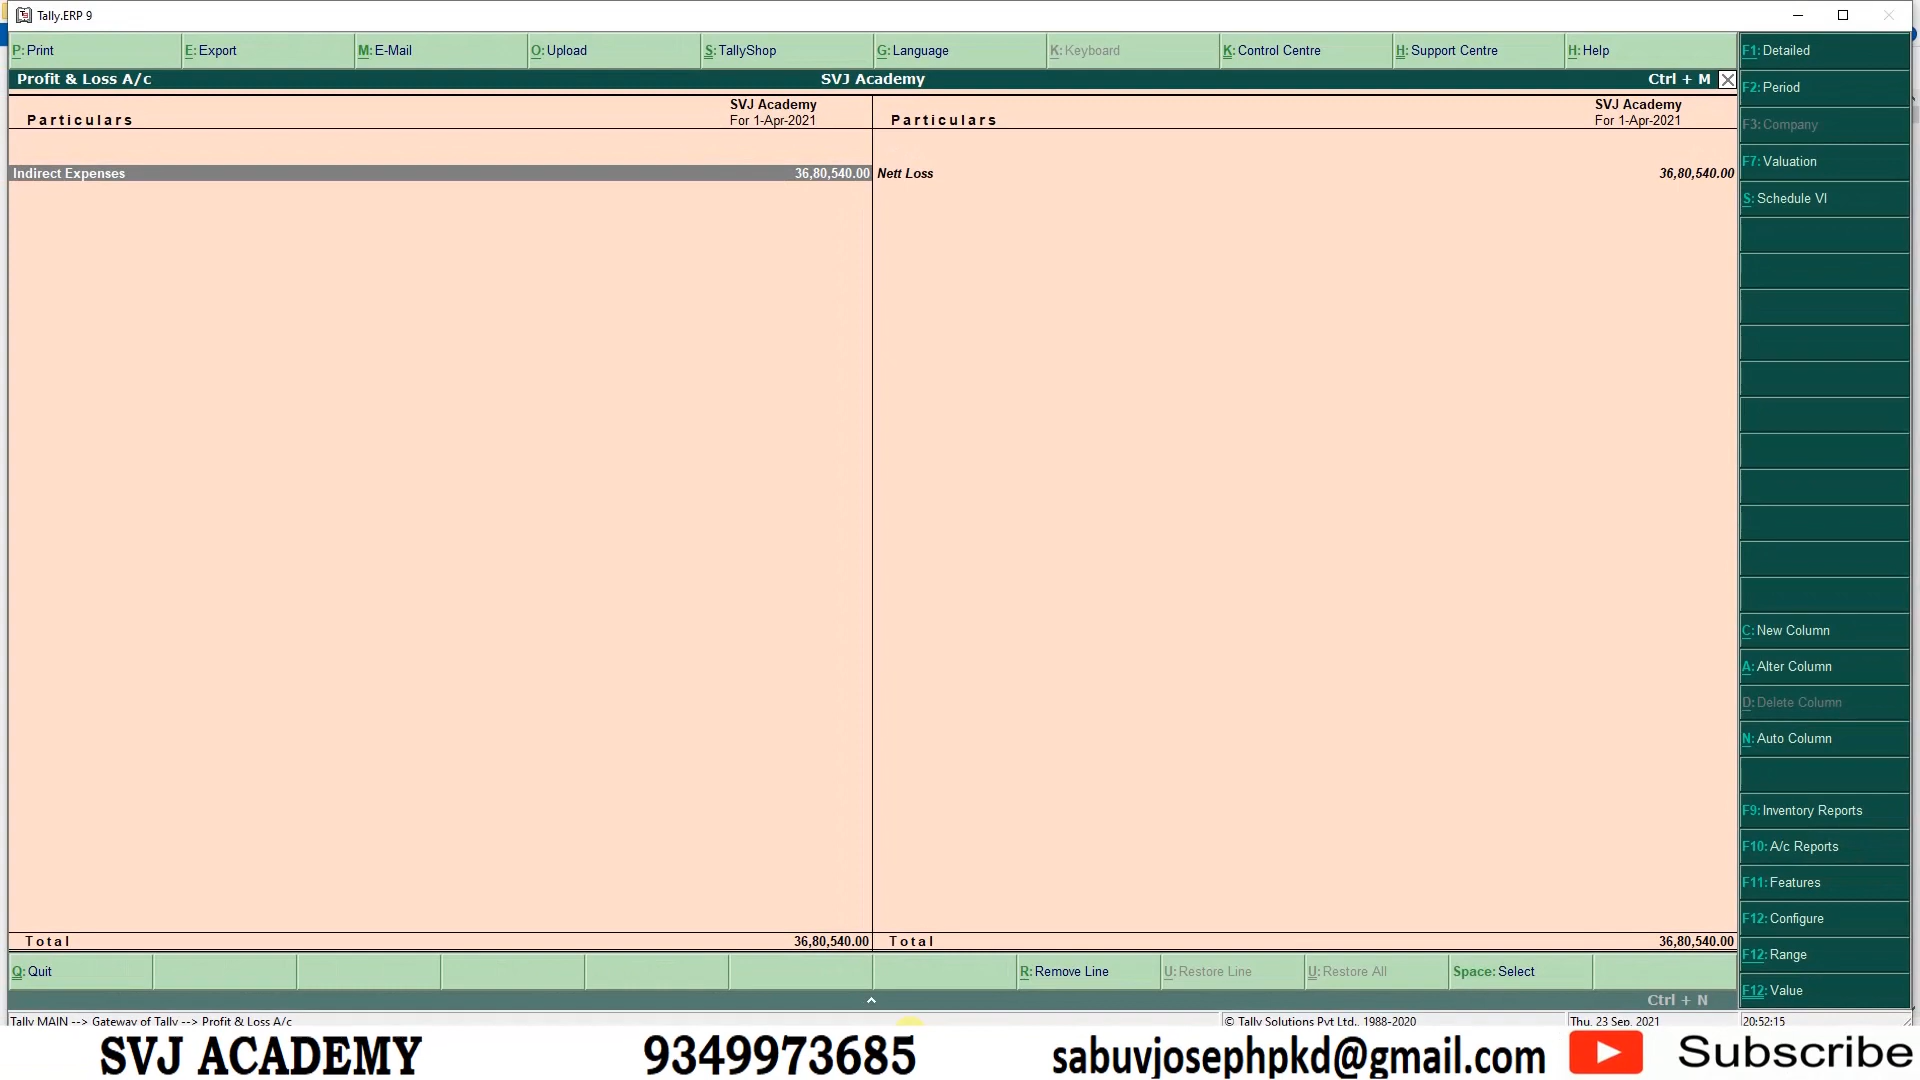 Tally.ERP 9
P: Print E: Export M: E-Mail O: Upload S: TallyShop G: Language K: Keyboard K: Control Centre H: Support Centre H: Help
Profit & Loss A/c SVJ Academy Ctrl + M
Particulars SVJ Academy For 1-Apr-2021 Particulars SVJ Academy For 1-Apr-2021
Indirect Expenses 36,80,540.00 Nett Loss 36,80,540.00
Total 36,80,540.00 Total 36,80,540.00
F1: Detailed
F2: Period
F3: Company
F7: Valuation
S: Schedule VI
C: New Column
A: Alter Column
D: Delete Column
N: Auto Column
F9: Inventory Reports
F10: A/c Reports
F11: Features
F12: Configure
F12: Range
F12: Value
Q: Quit R: Remove Line U: Restore Line U: Restore All Space: Select
Ctrl + N
Tally MAIN --> Gateway of Tally --> Profit & Loss A/c © Tally Solutions Pvt Ltd., 1988-2020 Thu, 23 Sep, 2021 20:52:15
SVJ ACADEMY 9349973685 sabuvjosephpkd@gmail.com Subscribe